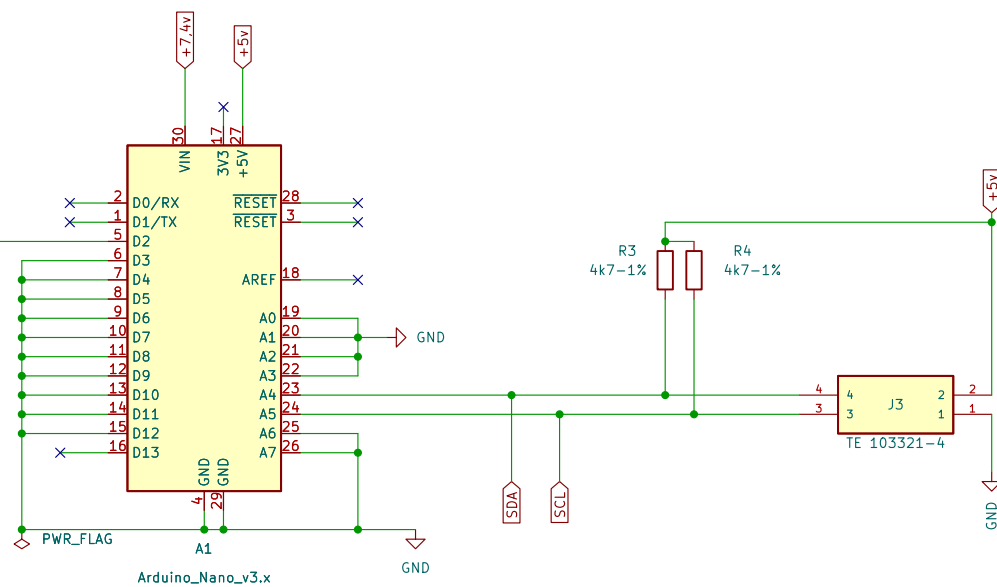 +7,4v
+5v
30
17
27
VIN
3V3
+5V
2 D0/RX
1 D1/TX
5 D2
6 D3
7 D4
8 D5
9 D6
10 D7
11 D8
12 D9
13 D10
14 D11
15 D12
16 D13
RESET 28
RESET 3
AREF 18
A0 19
A1 20
A2 21
A3 22
A4 23
A5 24
A6 25
A7 26
GND
GND
4
29
PWR_FLAG
A1
Arduino_Nano_v3.x
GND
GND
SDA
SCL
R3
4k7-1%
R4
4k7-1%
+5v
4 4
3 3
J3
2 2
1 1
TE 103321-4
GND